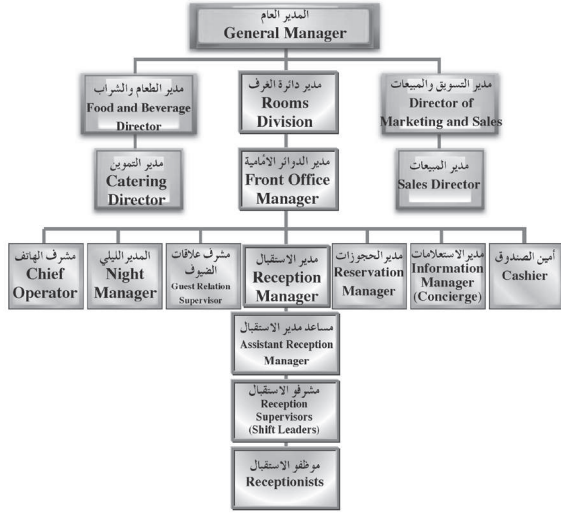 المدير العام
General Manager
مدير الطعام والشراب
Food and Beverage
Director
مدير دائرة الغرف
Rooms
Division
مدير التسويق والمبيعات
Director of
Marketing and Sales
مدير التموين
Catering
Director
مدير الدوائر الأمامية
Front Office
Manager
مدير المبيعات
Sales Director
مشرف الهاتف
Chief
Operator
المدير الليلي
Night
Manager
مشرف علاقات
الضيوف
Guest Relation
Supervisor
مدير الاستقبال
Reception
Manager
مدير الحجوزات
Reservation
Manager
مدير الاستعلامات
Information
Manager
(Concierge)
أمين الصندوق
Cashier
مساعد مدير الاستقبال
Assistant Reception
Manager
مشرفو الاستقبال
Reception
Supervisors
(Shift Leaders)
موظفو الاستقبال
Receptionists